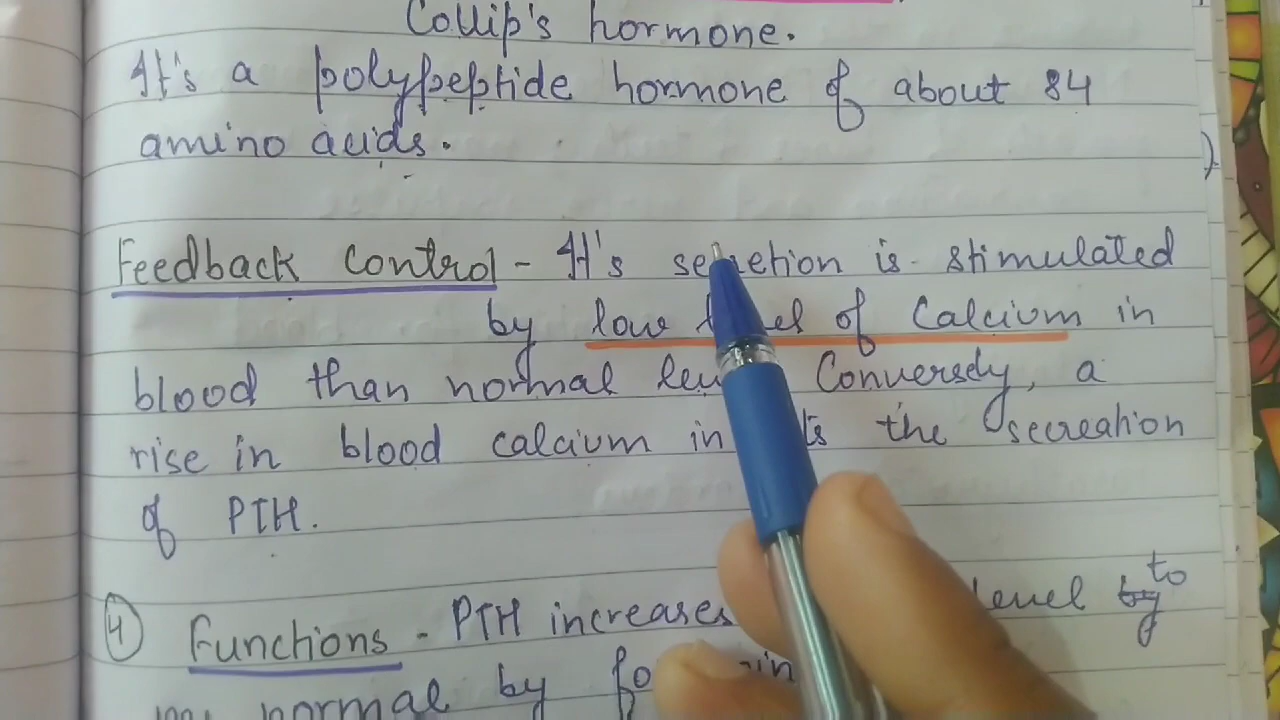 Collip's hormone.
It's a polypeptide hormone of about 84
amino acids.
Feedback control - It's secretion is stimulated
by low level of Calcium in
blood than normal Conversely, a
rise in blood calcium the secreation
of PTH.
4 Functions - PTH increases level by to
normal by